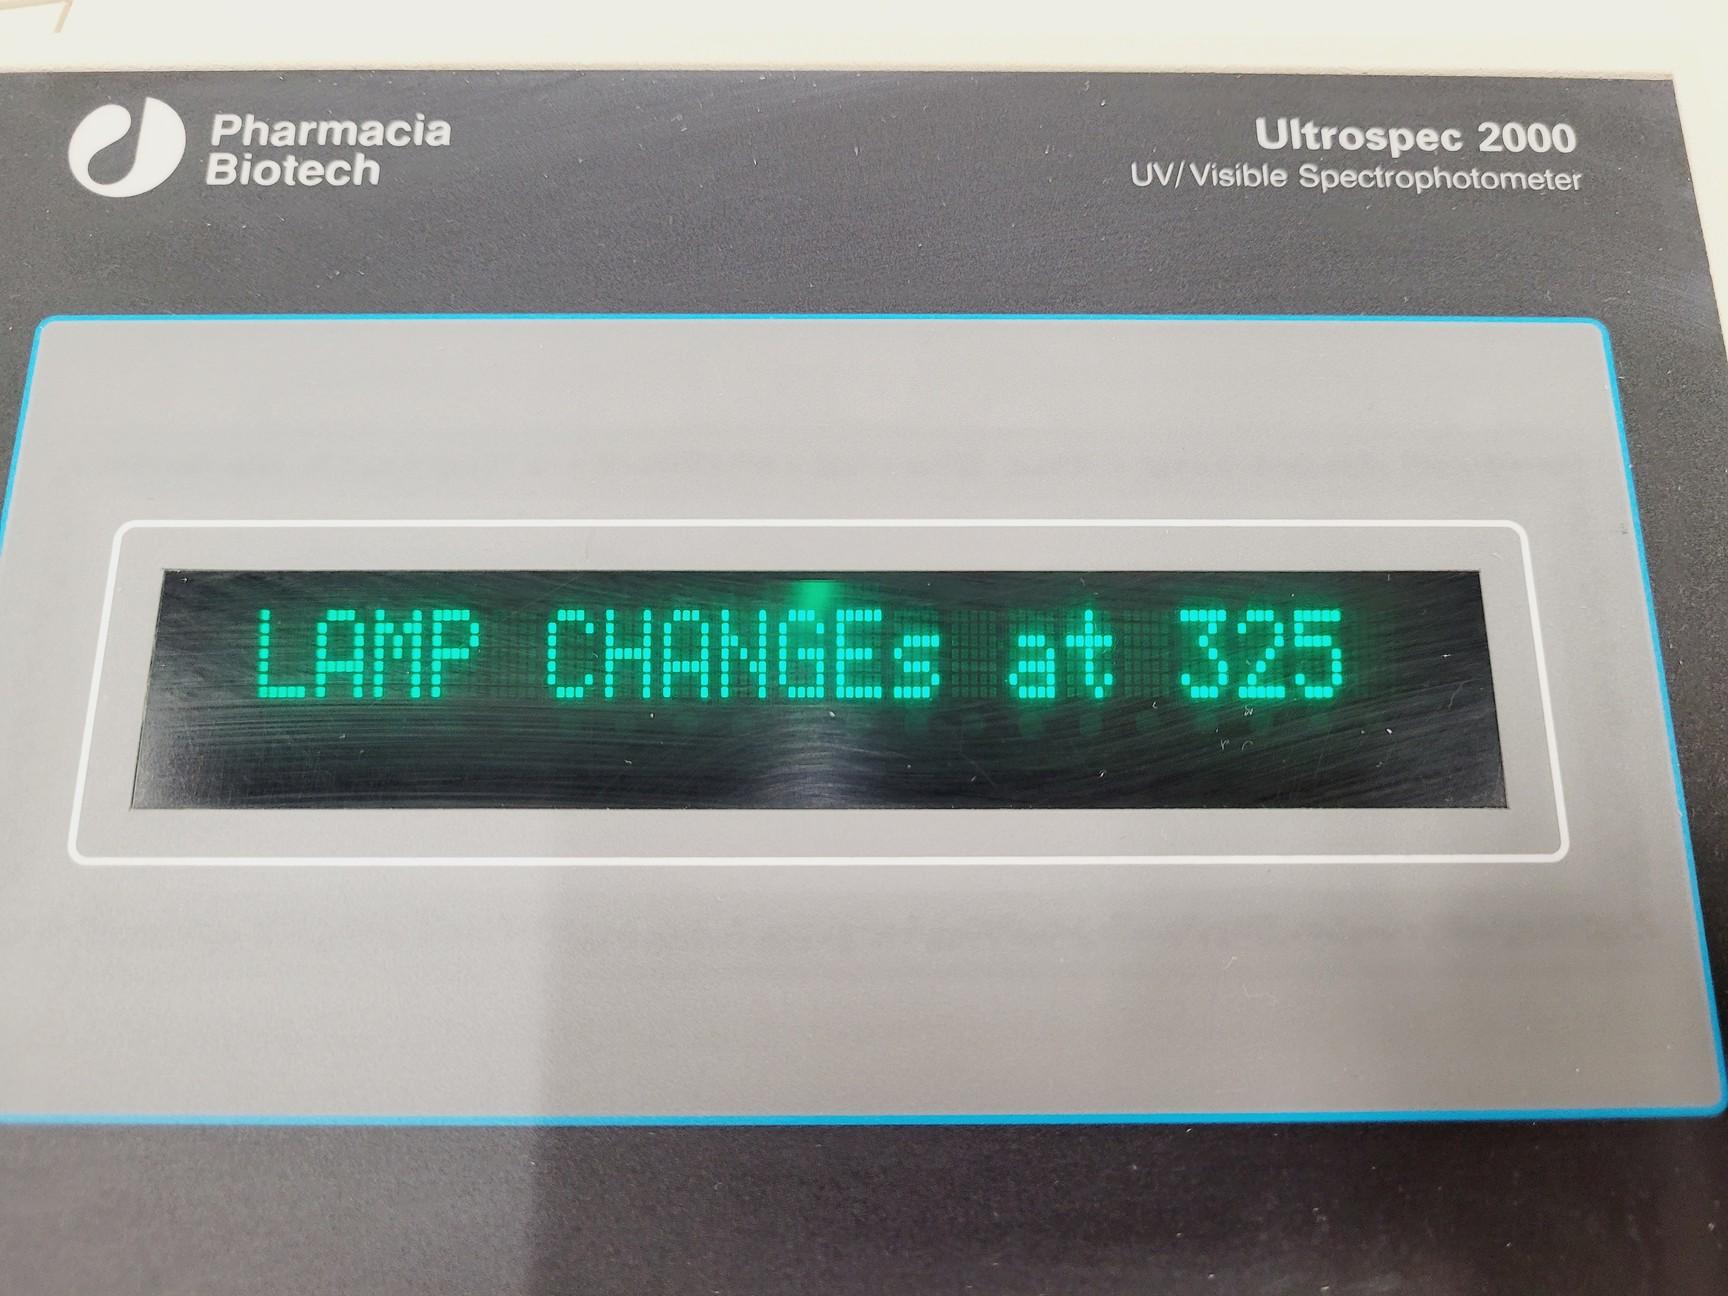 Pharmacia
Biotech
Ultrospec 2000
UV/Visible Spectrophotometer
LAMP CHANGEs at 325